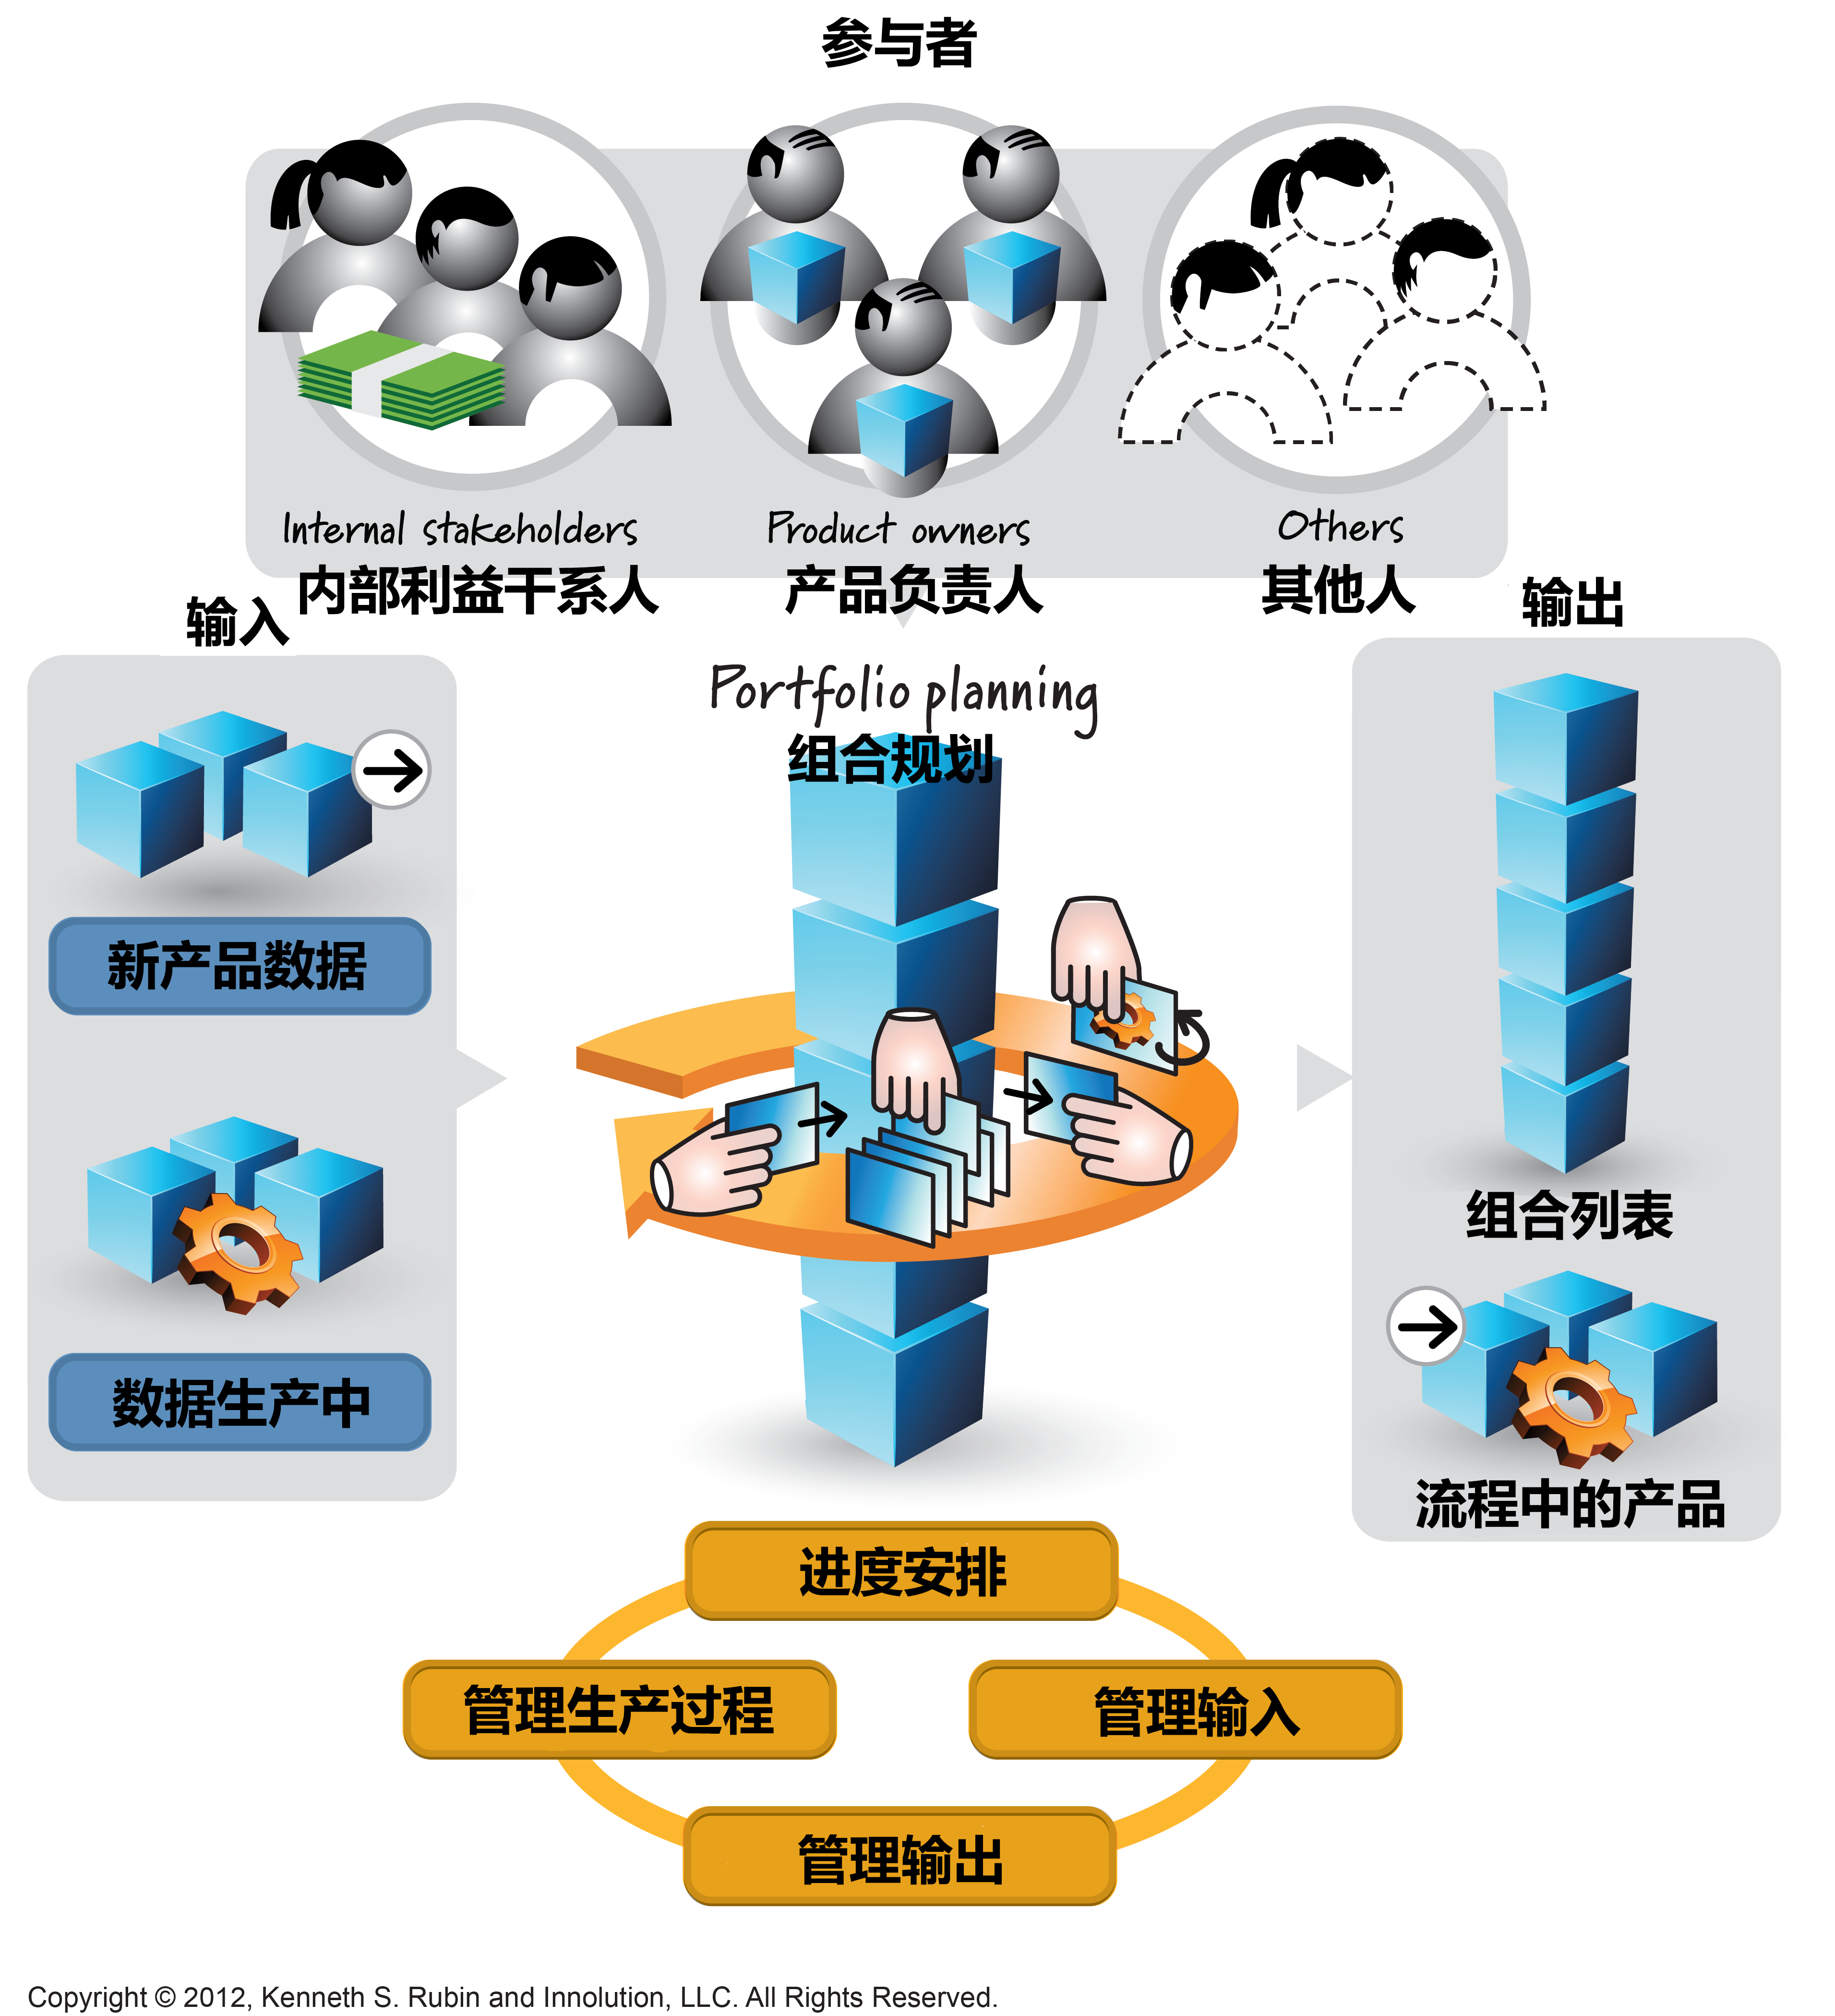 参与者
Internal stakeholders
Product owners
Others
内部利益干系人
产品负责人
其他人
输入
输出
Portfolio planning
组合规划
新产品数据
数据生产中
组合列表
流程中的产品
进度安排
管理生产过程
管理输入
管理输出
Copyright © 2012, Kenneth S. Rubin and Innolution, LLC. All Rights Reserved.